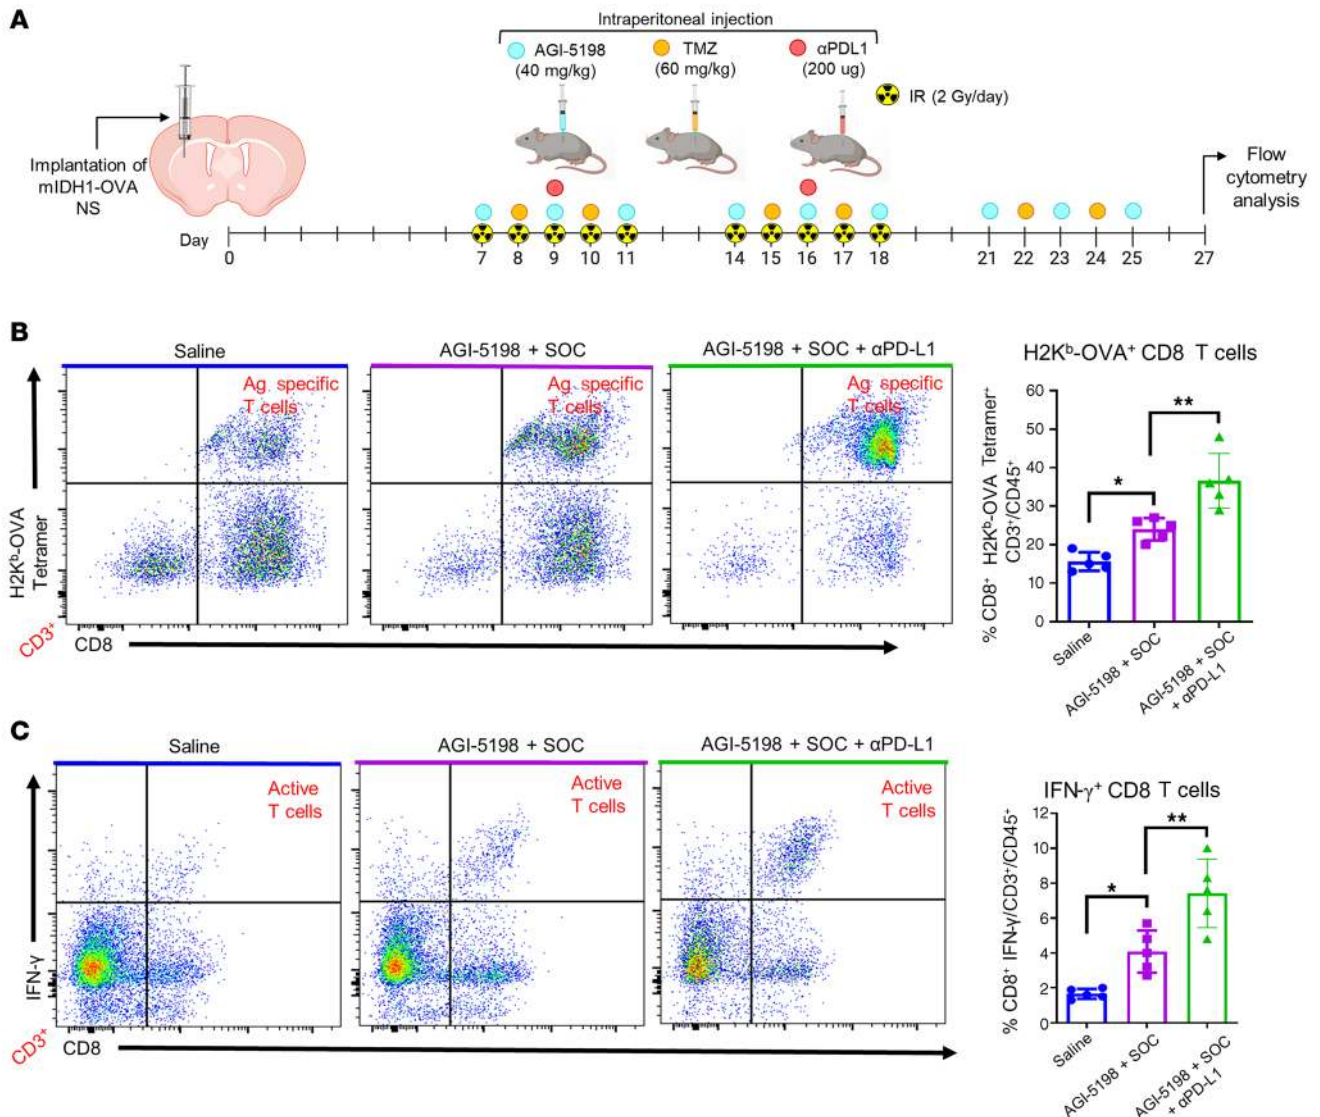 A
Intraperitoneal injection
AGI-5198
(40 mg/kg)
TMZ
(60 mg/kg)
αPDL1
(200 ug)
IR (2 Gy/day)
Implantation of
mIDH1-OVA
NS
Flow
cytometry
analysis
Day
0 7 8 9 10 11 14 15 16 17 18 21 22 23 24 25 27
B
Saline
AGI-5198 + SOC
AGI-5198 + SOC + αPD-L1
Ag specific
T cells
Ag specific
T cells
Ag specific
T cells
H2Kᵇ-OVA
Tetramer
CD3⁺
CD8
H2Kᵇ-OVA⁺ CD8 T cells
% CD8⁺ H2Kᵇ-OVA Tetramer⁺
CD3⁺/CD45⁺
60
50
40
30
20
10
0
*
**
Saline
AGI-5198 + SOC
AGI-5198 + SOC
+ αPD-L1
C
Saline
AGI-5198 + SOC
AGI-5198 + SOC + αPD-L1
Active
T cells
Active
T cells
Active
T cells
IFN-γ
CD3⁺
CD8
IFN-γ⁺ CD8 T cells
% CD8⁺ IFN-γ/CD3⁺/CD45⁺
12
10
8
6
4
2
0
*
**
Saline
AGI-5198 + SOC
AGI-5198 + SOC
+ αPD-L1